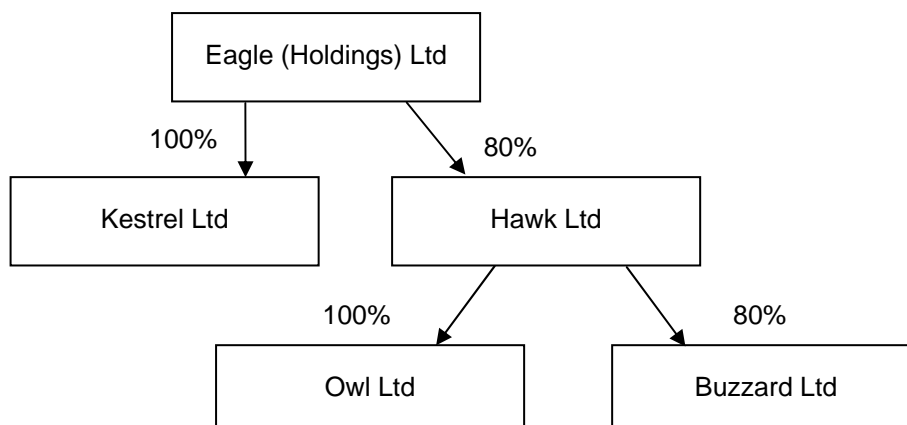 Eagle (Holdings) Ltd
100%
80%
Kestrel Ltd
Hawk Ltd
100%
80%
Owl Ltd
Buzzard Ltd